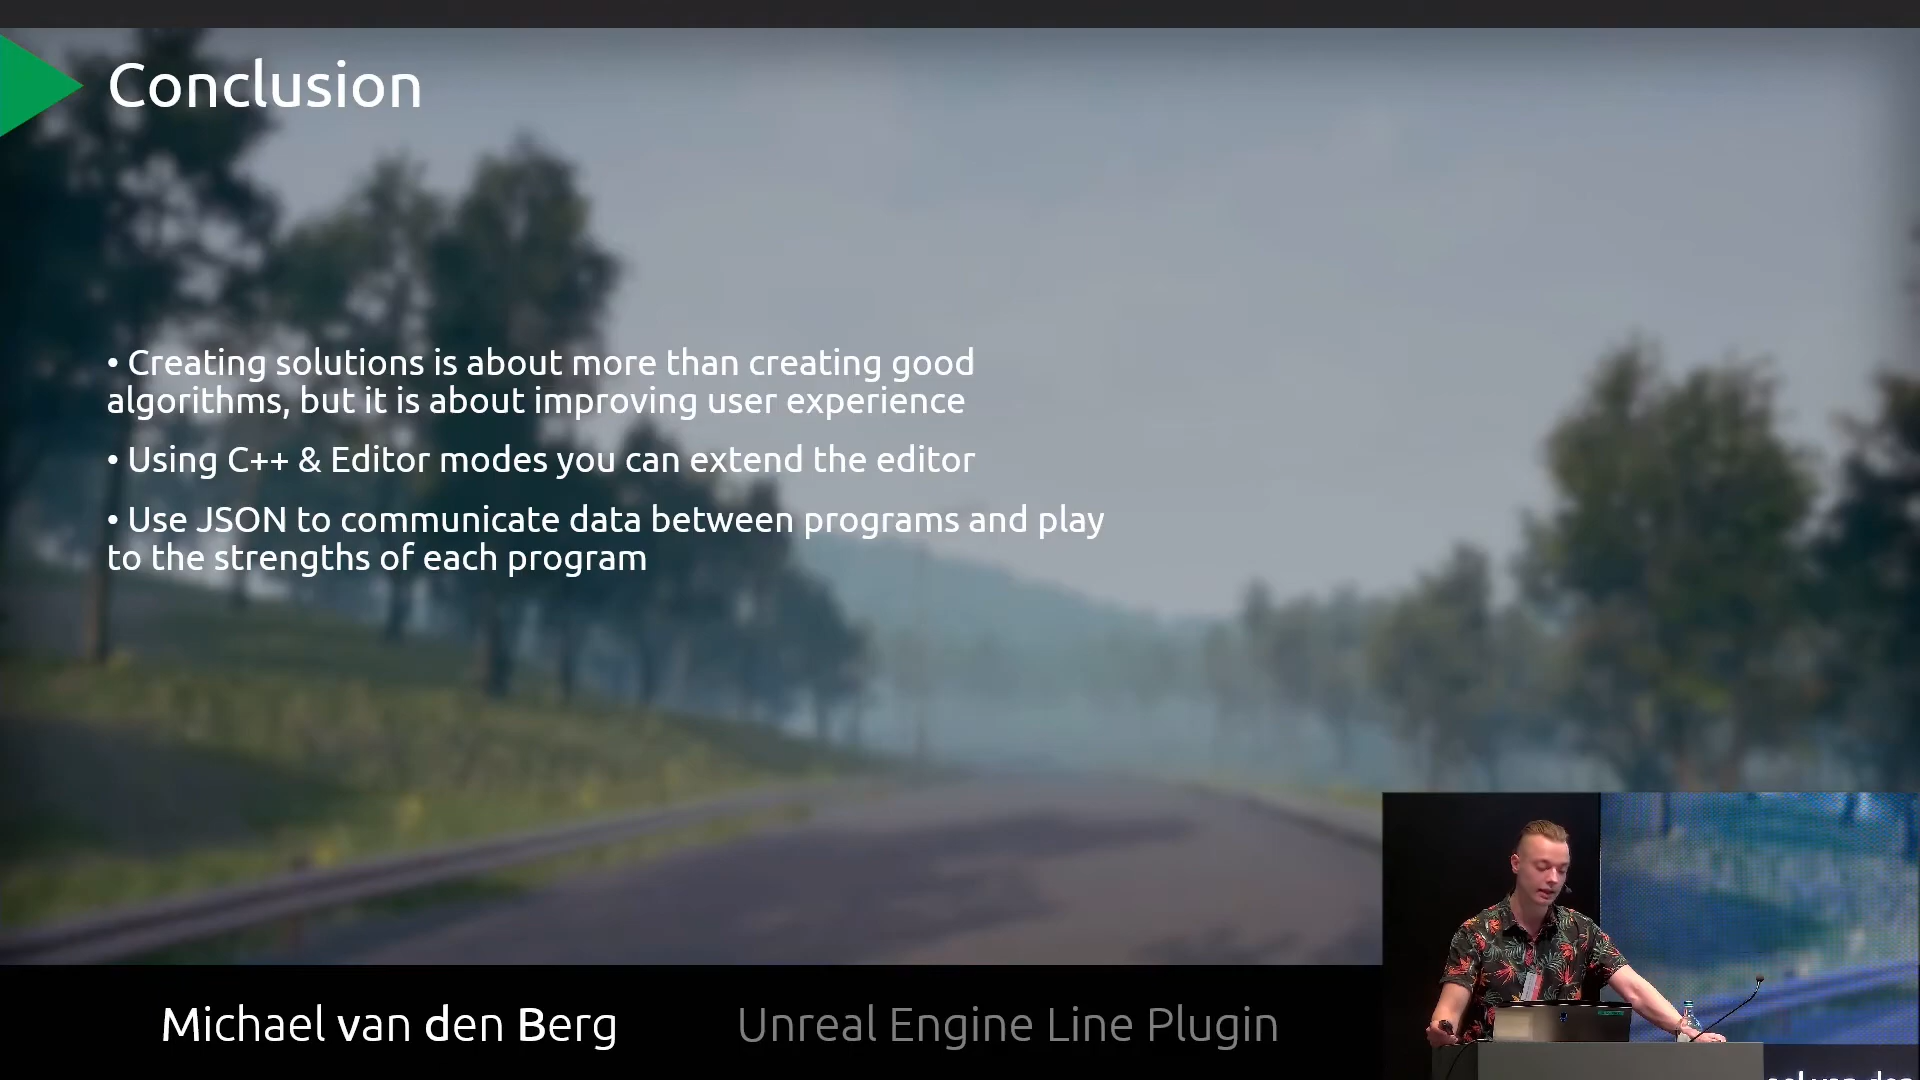 Conclusion
• Creating solutions is about more than creating good
algorithms, but it is about improving user experience
• Using C++ & Editor modes you can extend the editor
• Use JSON to communicate data between programs and play
to the strengths of each program
Michael van den Berg
Unreal Engine Line Plugin